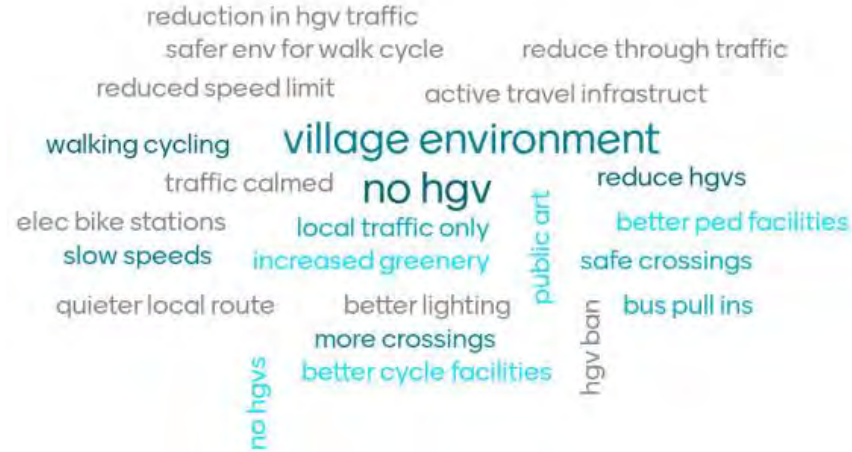 reduction in hgv traffic
safer env for walk cycle
reduce through traffic
reduced speed limit
active travel infrastruct
village environment
walking cycling
no hgv
reduce hgvs
traffic calmed
elec bike stations
local traffic only
public art
better ped facilities
slow speeds
increased greenery
safe crossings
quieter local route
better lighting
hgv ban
bus pull ins
more crossings
no hgvs
better cycle facilities